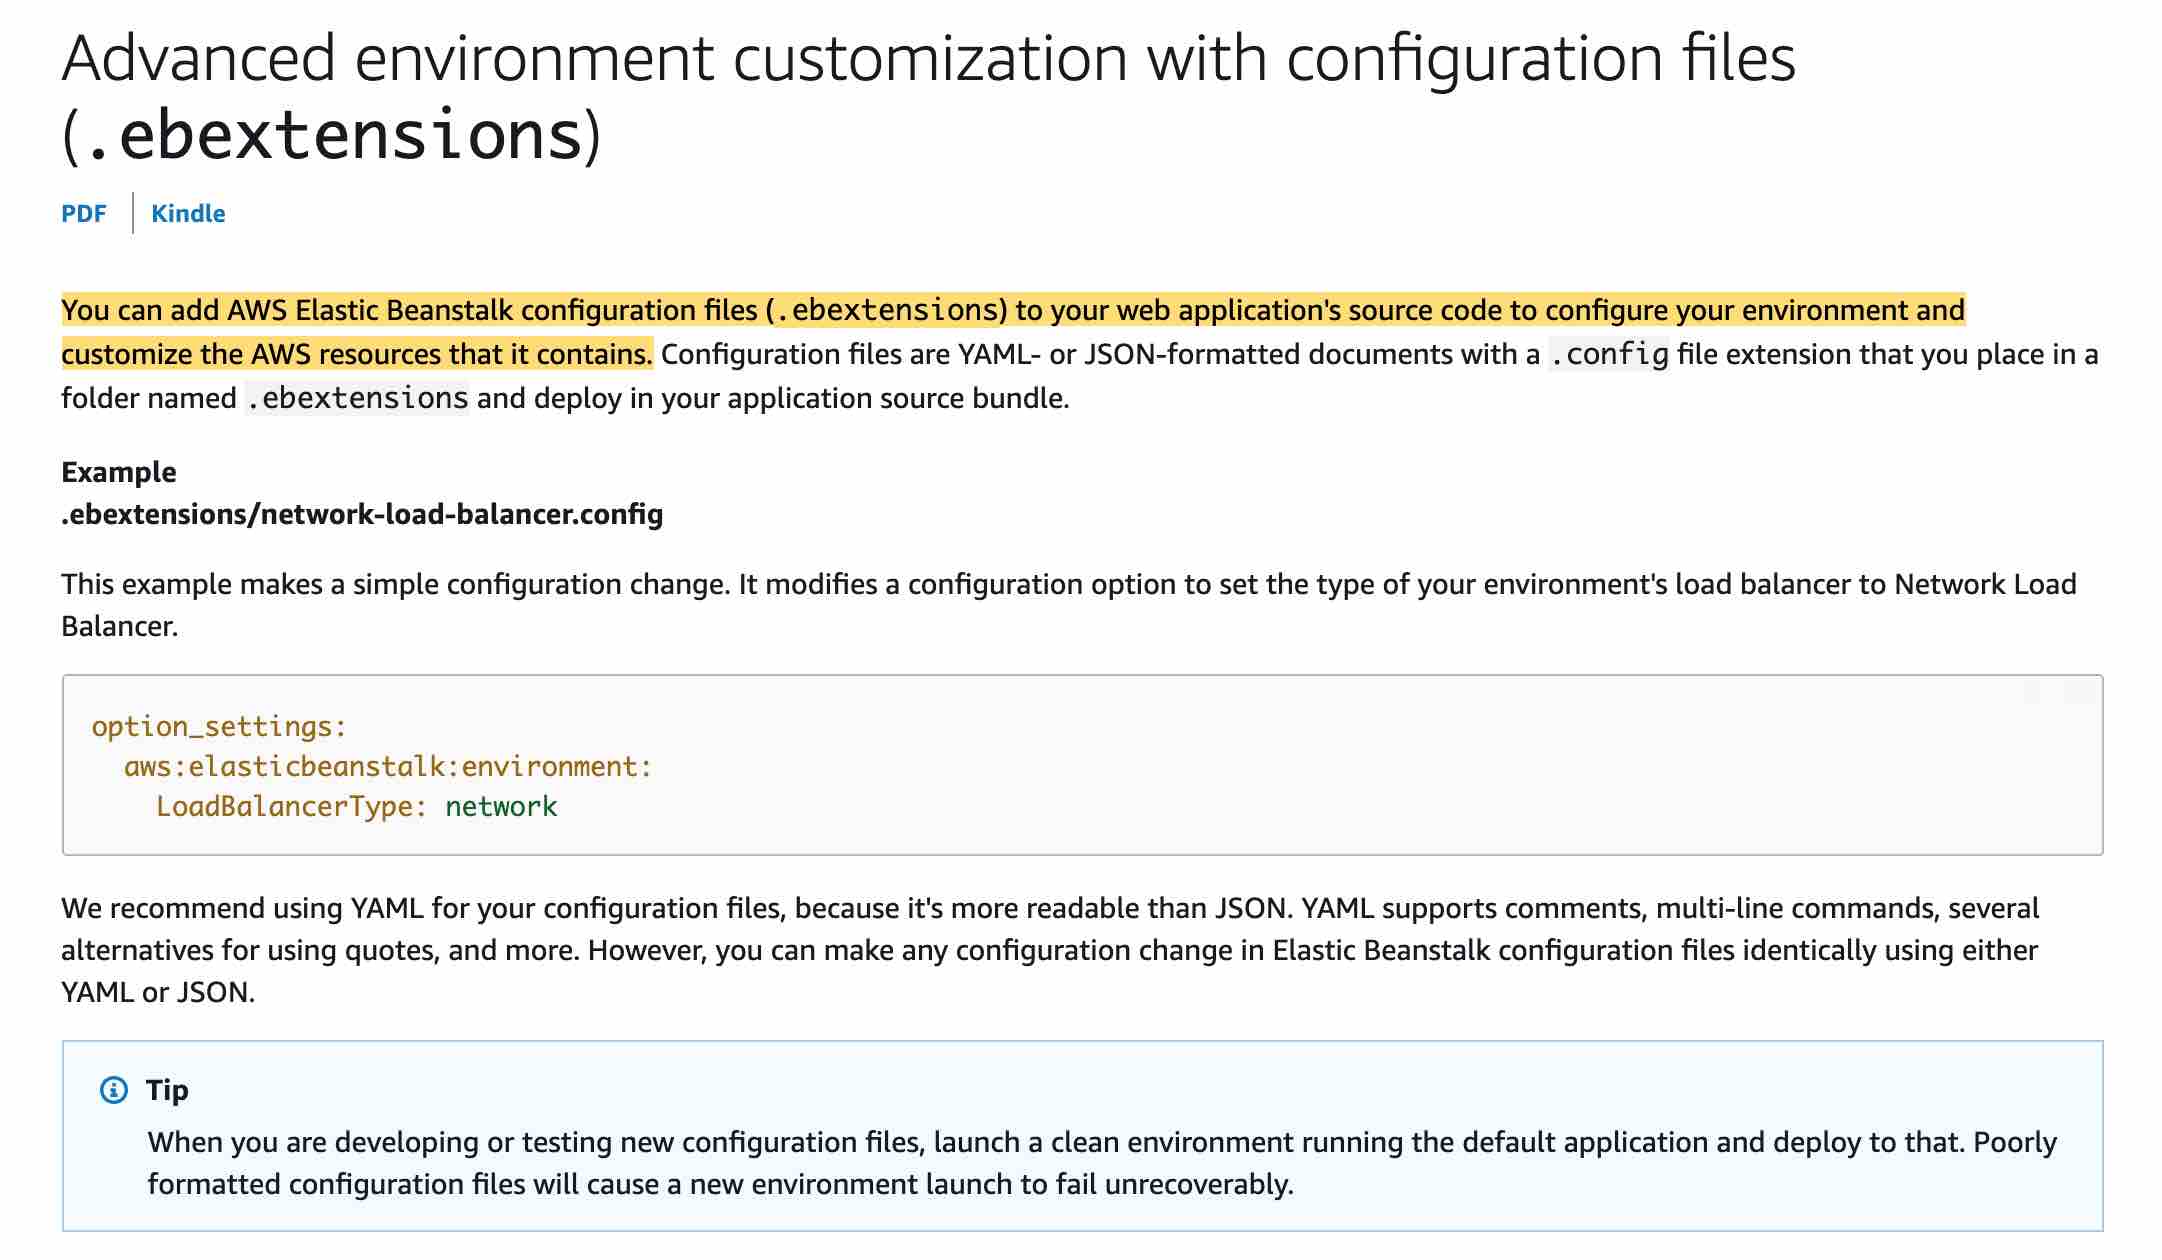 Advanced environment customization with configuration files
(.ebextensions)
PDF | Kindle
You can add AWS Elastic Beanstalk configuration files (.ebextensions) to your web application's source code to configure your environment and
customize the AWS resources that it contains. Configuration files are YAML- or JSON-formatted documents with a .config file extension that you place in a
folder named .ebextensions and deploy in your application source bundle.
Example
.ebextensions/network-load-balancer.config
This example makes a simple configuration change. It modifies a configuration option to set the type of your environment's load balancer to Network Load
Balancer.
option_settings:
  aws:elasticbeanstalk:environment:
    LoadBalancerType: network
We recommend using YAML for your configuration files, because it's more readable than JSON. YAML supports comments, multi-line commands, several
alternatives for using quotes, and more. However, you can make any configuration change in Elastic Beanstalk configuration files identically using either
YAML or JSON.
Tip
When you are developing or testing new configuration files, launch a clean environment running the default application and deploy to that. Poorly
formatted configuration files will cause a new environment launch to fail unrecoverably.